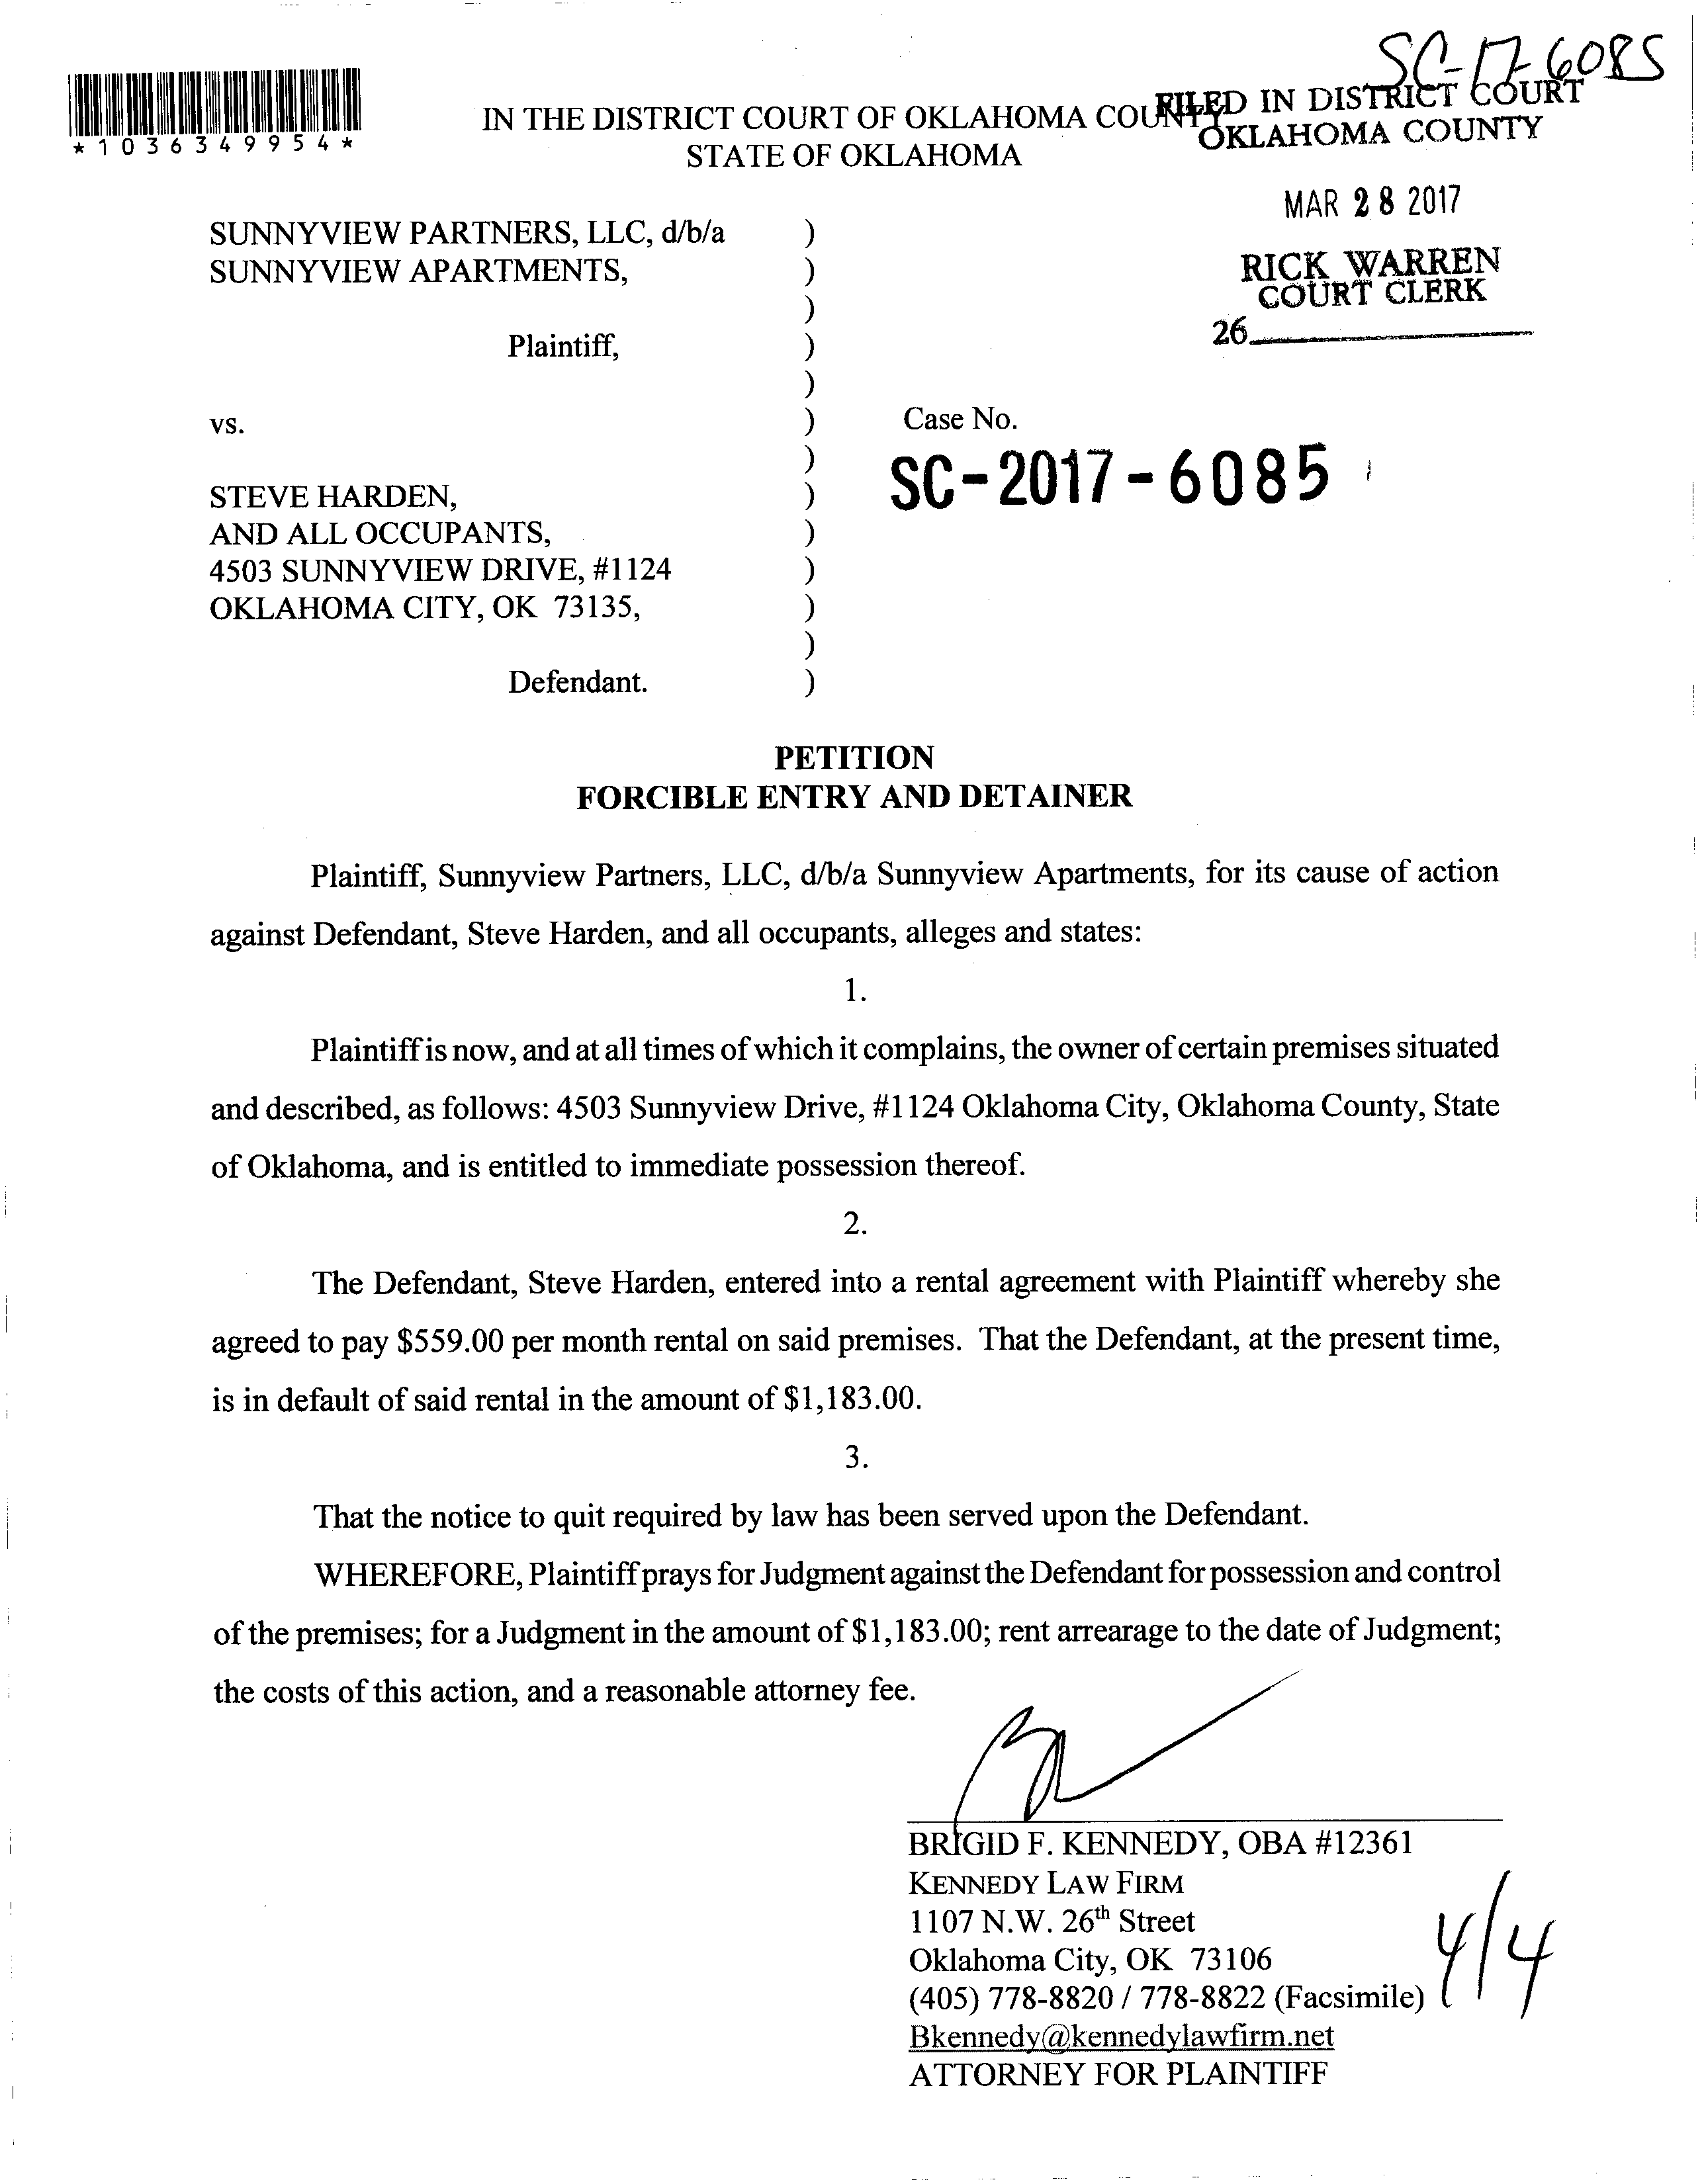 SC-17-6085
*1036349954*
IN THE DISTRICT COURT OF OKLAHOMA COUNTY
STATE OF OKLAHOMA
FILED IN DISTRICT COURT
OKLAHOMA COUNTY
MAR 28 2017
RICK WARREN
COURT CLERK
26
SUNNYVIEW PARTNERS, LLC, d/b/a )
SUNNYVIEW APARTMENTS, )
)
Plaintiff, )
)
vs. ) Case No.
) SC-2017-6085
STEVE HARDEN, )
AND ALL OCCUPANTS, )
4503 SUNNYVIEW DRIVE, #1124 )
OKLAHOMA CITY, OK 73135, )
)
Defendant. )
PETITION
FORCIBLE ENTRY AND DETAINER
Plaintiff, Sunnyview Partners, LLC, d/b/a Sunnyview Apartments, for its cause of action
against Defendant, Steve Harden, and all occupants, alleges and states:
1.
Plaintiff is now, and at all times of which it complains, the owner of certain premises situated
and described, as follows: 4503 Sunnyview Drive, #1124 Oklahoma City, Oklahoma County, State
of Oklahoma, and is entitled to immediate possession thereof.
2.
The Defendant, Steve Harden, entered into a rental agreement with Plaintiff whereby she
agreed to pay $559.00 per month rental on said premises. That the Defendant, at the present time,
is in default of said rental in the amount of $1,183.00.
3.
That the notice to quit required by law has been served upon the Defendant.
WHEREFORE, Plaintiff prays for Judgment against the Defendant for possession and control
of the premises; for a Judgment in the amount of $1,183.00; rent arrearage to the date of Judgment;
the costs of this action, and a reasonable attorney fee.
BRIGID F. KENNEDY, OBA #12361
KENNEDY LAW FIRM
1107 N.W. 26th Street
Oklahoma City, OK 73106
(405) 778-8820 / 778-8822 (Facsimile)
Bkennedy@kennedylawfirm.net
ATTORNEY FOR PLAINTIFF
4/4